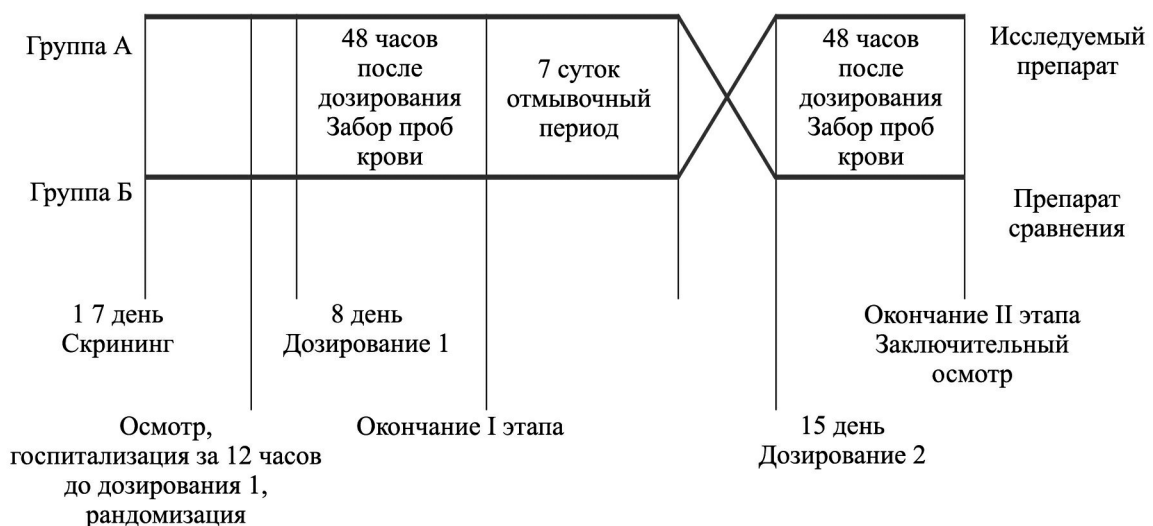 Группа А
48 часов
после
дозирования
Забор проб
крови
7 суток
отмывочный
период
48 часов
после
дозирования
Забор проб
крови
Исследуемый
препарат
Группа Б
Препарат
сравнения
1 7 день
Скрининг
8 день
Дозирование 1
Окончание II этапа
Заключительный
осмотр
Осмотр,
госпитализация за 12 часов
до дозирования 1,
рандомизация
Окончание I этапа
15 день
Дозирование 2